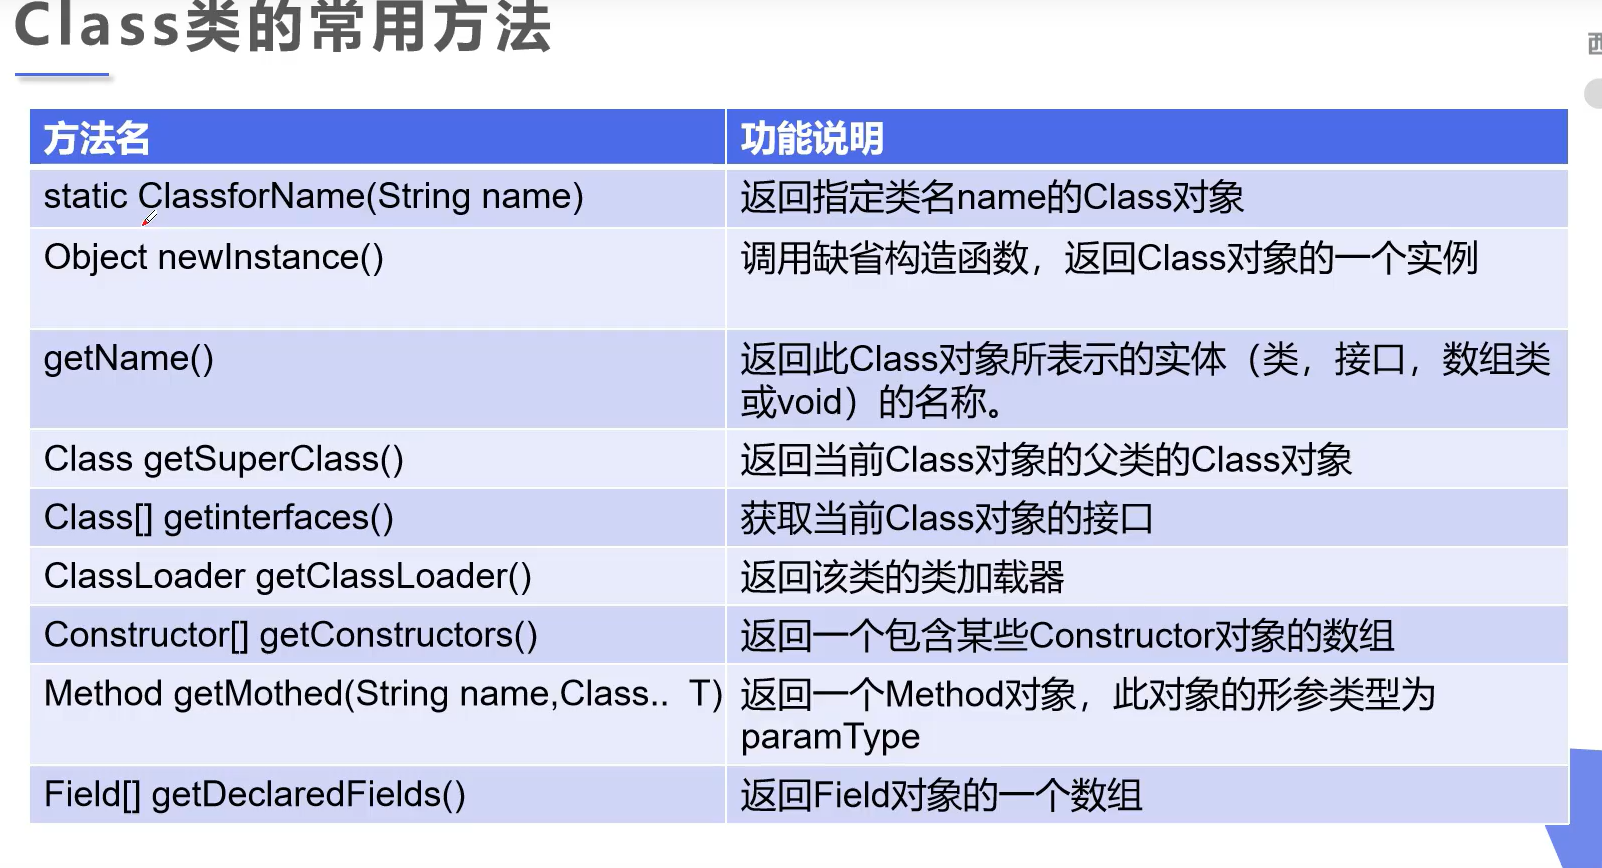 Class类的常用方法
西
方法名
功能说明
static ClassforName(String name)
返回指定类名name的Class对象
Object newInstance()
调用缺省构造函数，返回Class对象的一个实例
getName()
返回此Class对象所表示的实体（类，接口，数组类
或void）的名称。
Class getSuperClass()
返回当前Class对象的父类的Class对象
Class[] getinterfaces()
获取当前Class对象的接口
ClassLoader getClassLoader()
返回该类的类加载器
Constructor[] getConstructors()
返回一个包含某些Constructor对象的数组
Method getMothed(String name,Class.. T)
返回一个Method对象，此对象的形参类型为
paramType
Field[] getDeclaredFields()
返回Field对象的一个数组